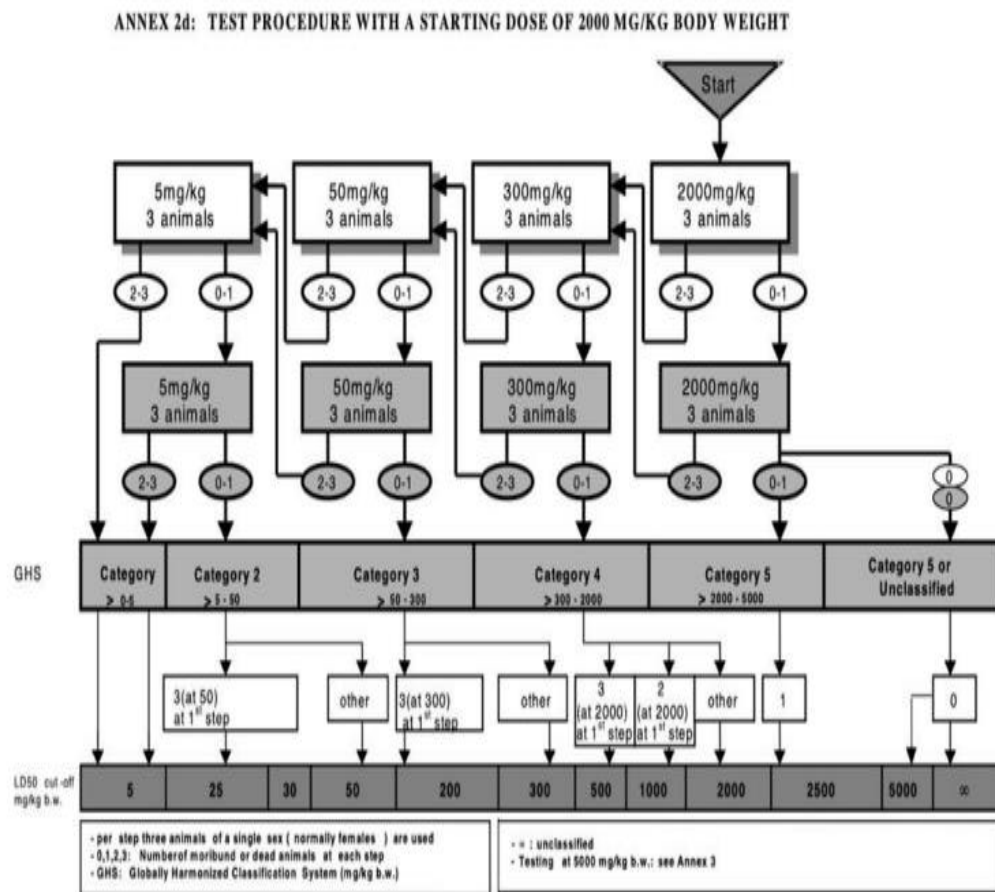 ANNEX 2d: TEST PROCEDURE WITH A STARTING DOSE OF 2000 MG/KG BODY WEIGHT
Start
5mg/kg
3 animals
50mg/kg
3 animals
300mg/kg
3 animals
2000mg/kg
3 animals
2-3
0-1
2-3
0-1
2-3
0-1
2-3
0-1
5mg/kg
3 animals
50mg/kg
3 animals
300mg/kg
3 animals
2000mg/kg
3 animals
2-3
0-1
2-3
0-1
2-3
0-1
2-3
0-1
0
0
GHS
Category
> 0-5
Category 2
> 5 - 50
Category 3
> 50 - 300
Category 4
> 300 - 2000
Category 5
> 2000 - 5000
Category 5 or
Unclassified
3(at 50)
at 1st step
other
3(at 300)
at 1st step
other
3
(at 2000)
at 1st step
2
(at 2000)
at 1st step
other
1
0
LD50 cut-off
mg/kg b.w.
5
25
30
50
200
300
500
1000
2000
2500
5000
∞
- per step three animals of a single sex ( normally females ) are used
- 0,1,2,3: Numberof moribund or dead animals at each step
- GHS: Globally Harmonized Classification System (mg/kg b.w.)
- ∞ : unclassified
- Testing at 5000 mg/kg b.w.: see Annex 3